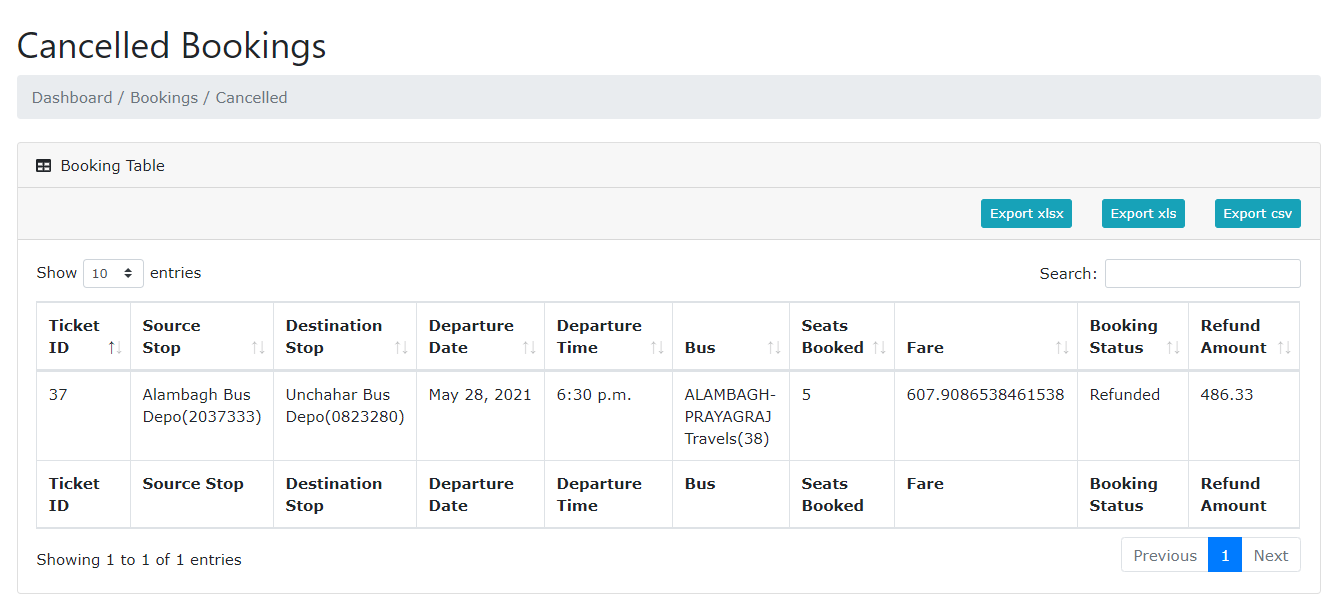 Cancelled Bookings
Dashboard / Bookings / Cancelled
Booking Table
Export xlsx Export xls Export csv
Show 10 entries Search:
Ticket ID Source Stop Destination Stop Departure Date Departure Time Bus Seats Booked Fare Booking Status Refund Amount
37 Alambagh Bus Depo(2037333) Unchahar Bus Depo(0823280) May 28, 2021 6:30 p.m. ALAMBAGH-PRAYAGRAJ Travels(38) 5 607.9086538461538 Refunded 486.33
Ticket ID Source Stop Destination Stop Departure Date Departure Time Bus Seats Booked Fare Booking Status Refund Amount
Showing 1 to 1 of 1 entries Previous 1 Next